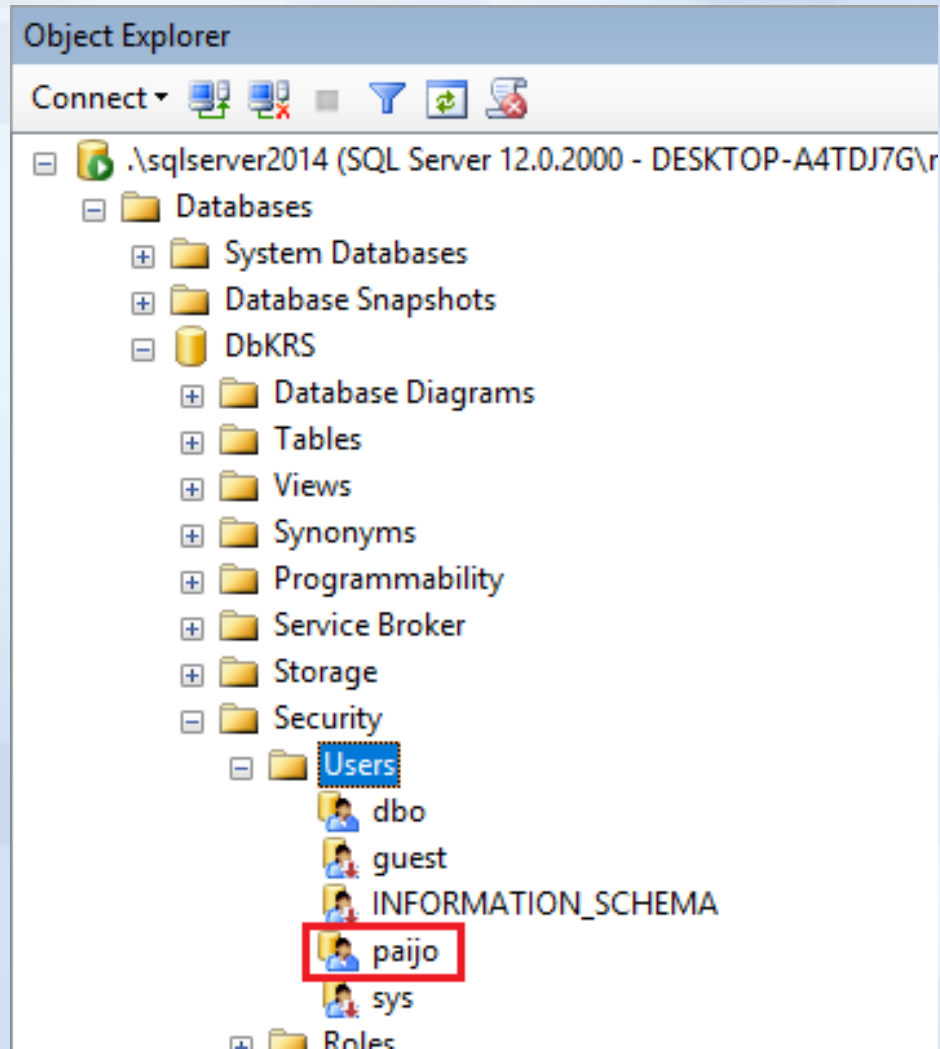 Object Explorer
Connect
.\sqlserver2014 (SQL Server 12.0.2000 - DESKTOP-A4TDJ7G\r
Databases
System Databases
Database Snapshots
DbKRS
Database Diagrams
Tables
Views
Synonyms
Programmability
Service Broker
Storage
Security
Users
dbo
guest
INFORMATION_SCHEMA
paijo
sys
Roles